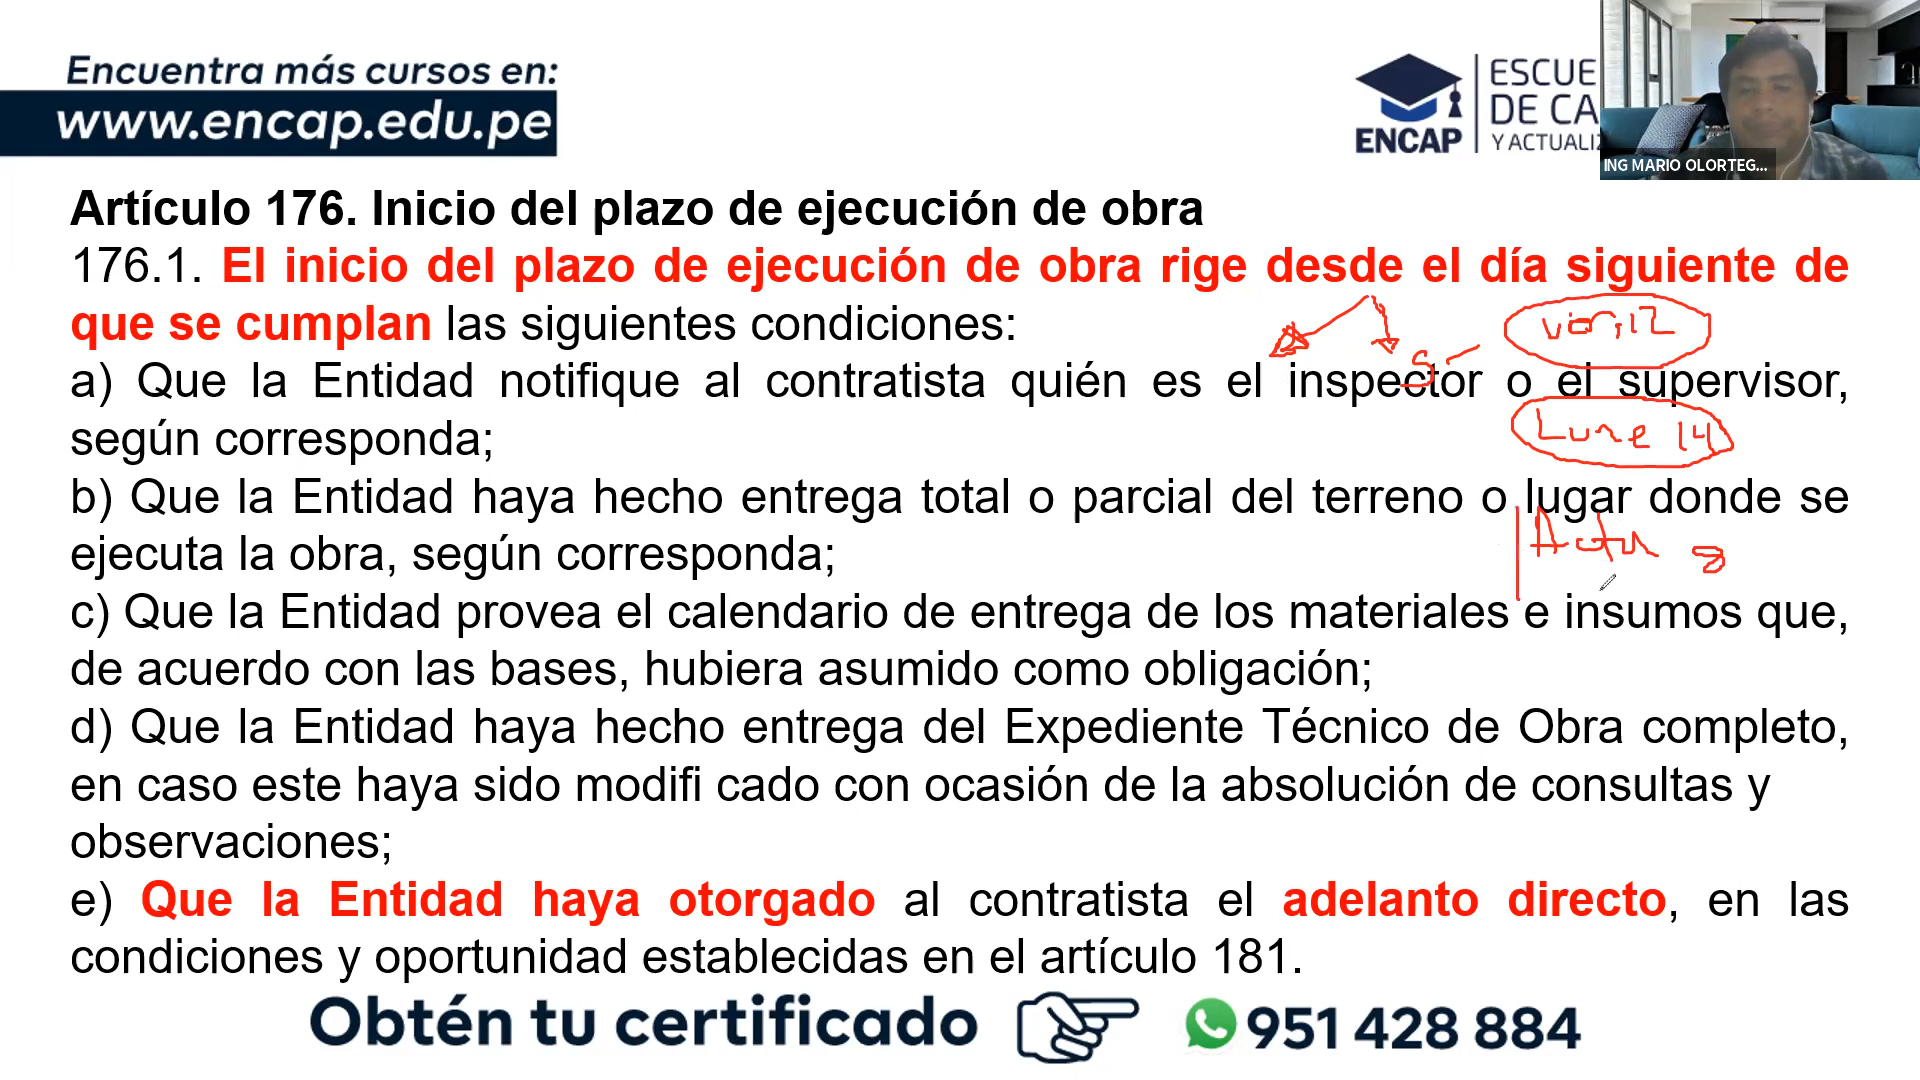 Encuentra más cursos en:
www.encap.edu.pe
ENCAP
ESCUE
DE CA
Y ACTUALIZ
ING MARIO OLORTEG...
Artículo 176. Inicio del plazo de ejecución de obra
176.1. El inicio del plazo de ejecución de obra rige desde el día siguiente de
que se cumplan las siguientes condiciones:
vier,12
S
a) Que la Entidad notifique al contratista quién es el inspector o el supervisor,
según corresponda;
Lune 14
b) Que la Entidad haya hecho entrega total o parcial del terreno o lugar donde se
ejecuta la obra, según corresponda;
c) Que la Entidad provea el calendario de entrega de los materiales e insumos que,
de acuerdo con las bases, hubiera asumido como obligación;
d) Que la Entidad haya hecho entrega del Expediente Técnico de Obra completo,
en caso este haya sido modifi cado con ocasión de la absolución de consultas y
observaciones;
e) Que la Entidad haya otorgado al contratista el adelanto directo, en las
condiciones y oportunidad establecidas en el artículo 181.
Obtén tu certificado
951 428 884